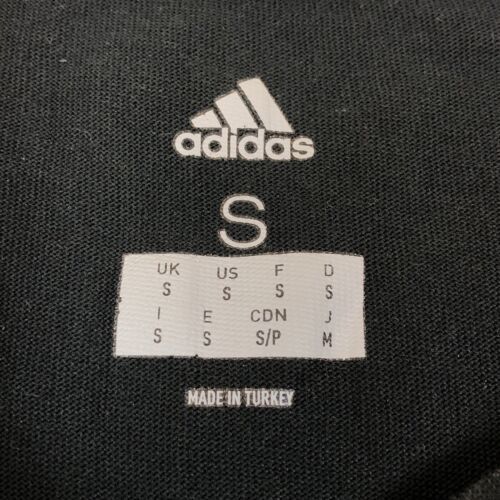 adidas
S
UK US F D
S S S S
I E CDN J
S S S/P M
MADE IN TURKEY